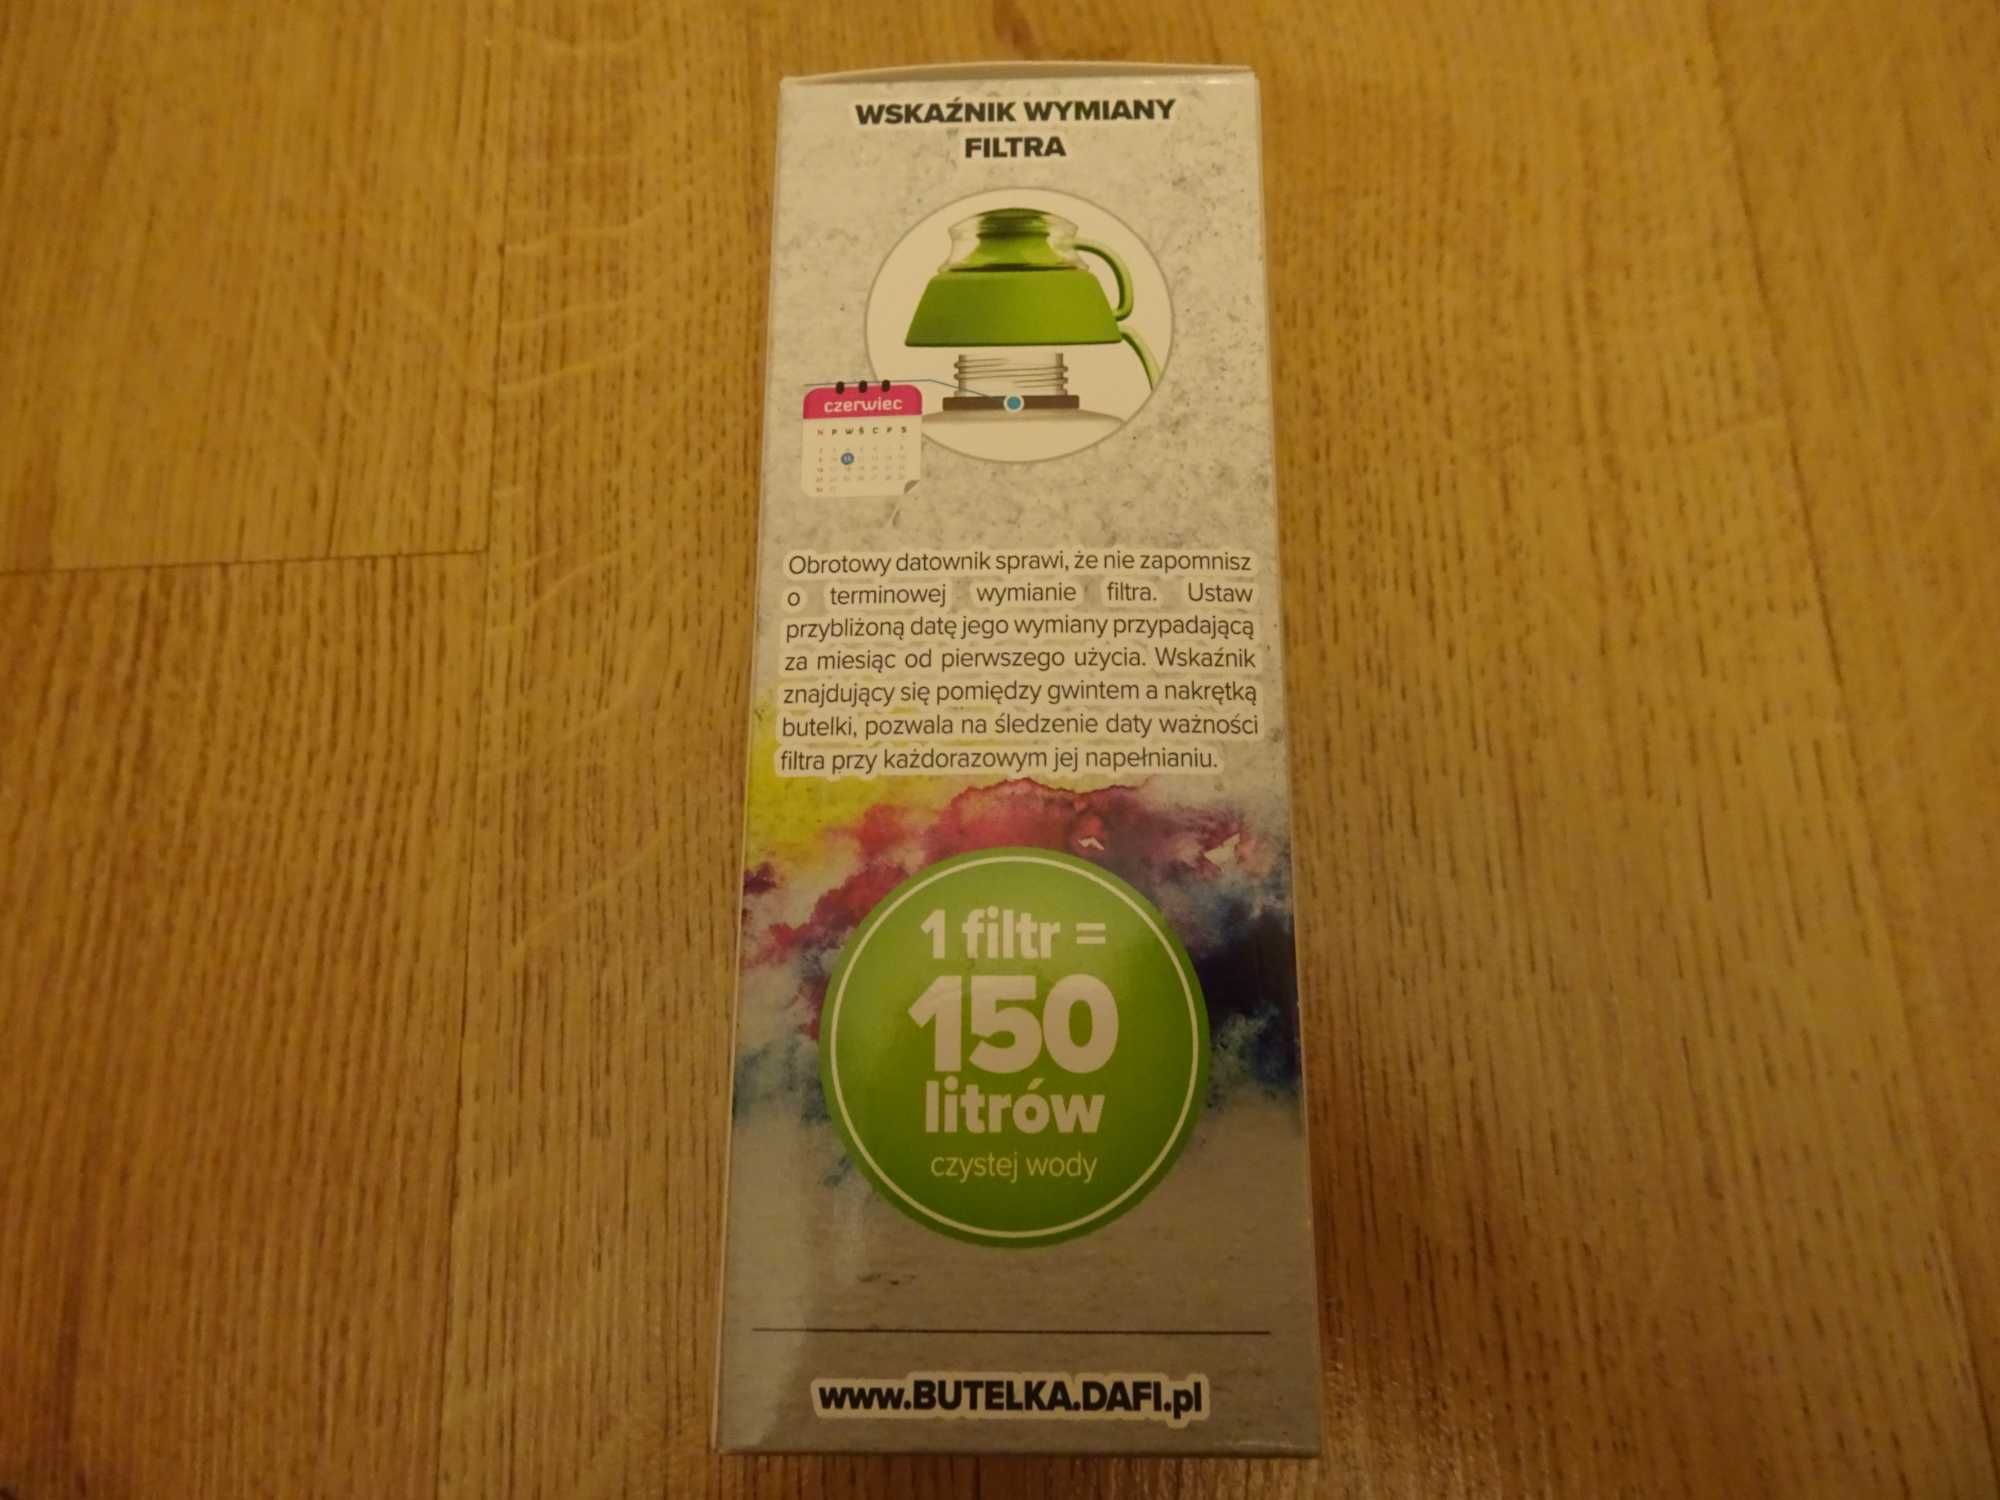 WSKAŹNIK WYMIANY
FILTRA
czerwiec
N P W Ś C P S
Obrotowy datownik sprawi, że nie zapomnisz
o terminowej wymianie filtra. Ustaw
przybliżoną datę jego wymiany przypadającą
za miesiąc od pierwszego użycia. Wskaźnik
znajdujący się pomiędzy gwintem a nakrętką
butelki, pozwala na śledzenie daty ważności
filtra przy każdorazowym jej napełnianiu.
1 filtr =
150
litrów
czystej wody
www.BUTELKA.DAFI.pl